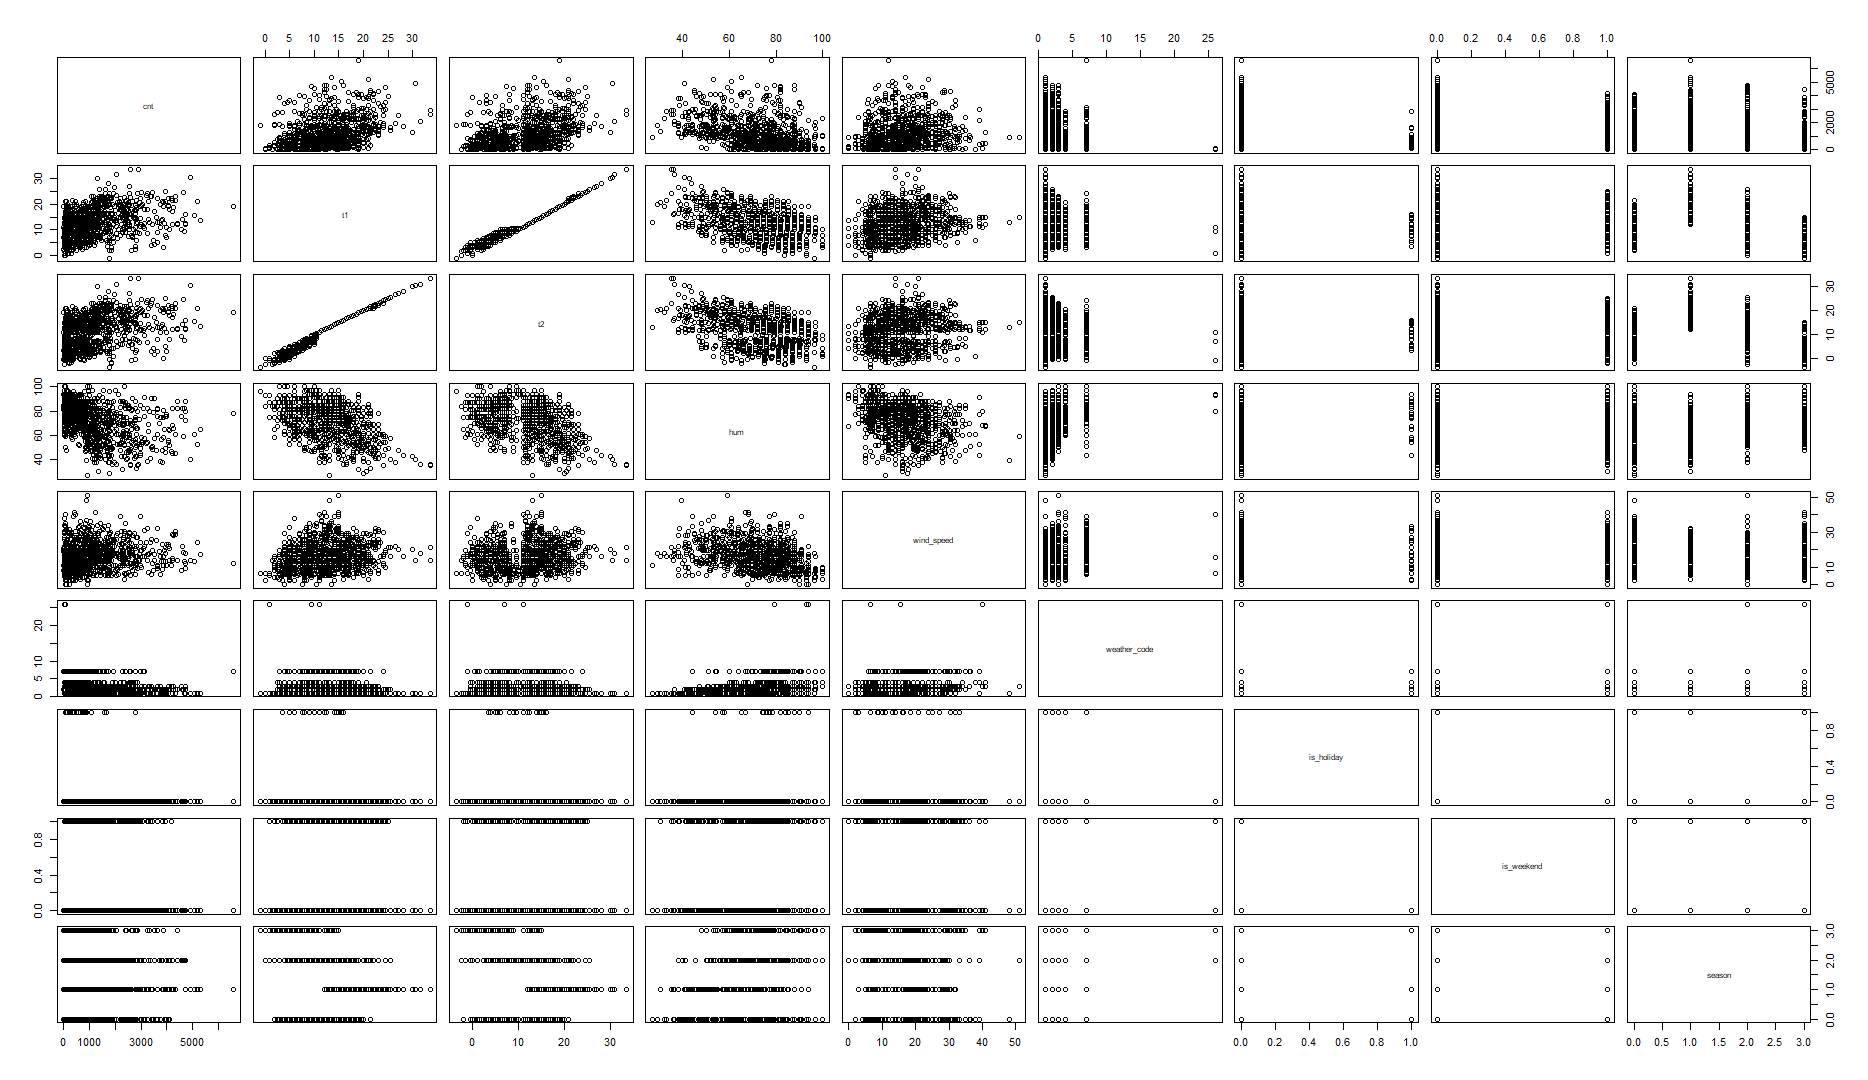 0 5 10 15 20 25 30
40 60 80 100
0 5 10 15 20 25
0.0 0.2 0.4 0.6 0.8 1.0
cnt
0 2000 5000
0 10 20 30
t1
t2
0 10 20 30
40 60 80 100
hum
wind_speed
0 10 30 50
0 5 10 20
weather_code
is_holiday
0.0 0.4 0.8
0.0 0.4 0.8
is_weekend
season
0.0 1.0 2.0 3.0
0 1000 3000 5000
0 10 20 30
0 10 20 30 40 50
0.0 0.2 0.4 0.6 0.8 1.0
0.0 0.5 1.0 1.5 2.0 2.5 3.0